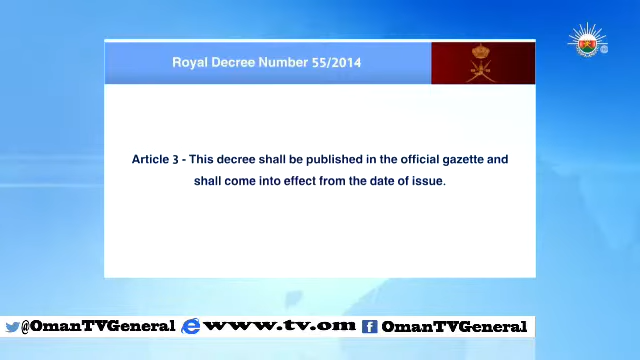 Royal Decree Number 55/2014
Article 3 - This decree shall be published in the official gazette and
shall come into effect from the date of issue.
@OmanTVGeneral www.tv.om OmanTVGeneral